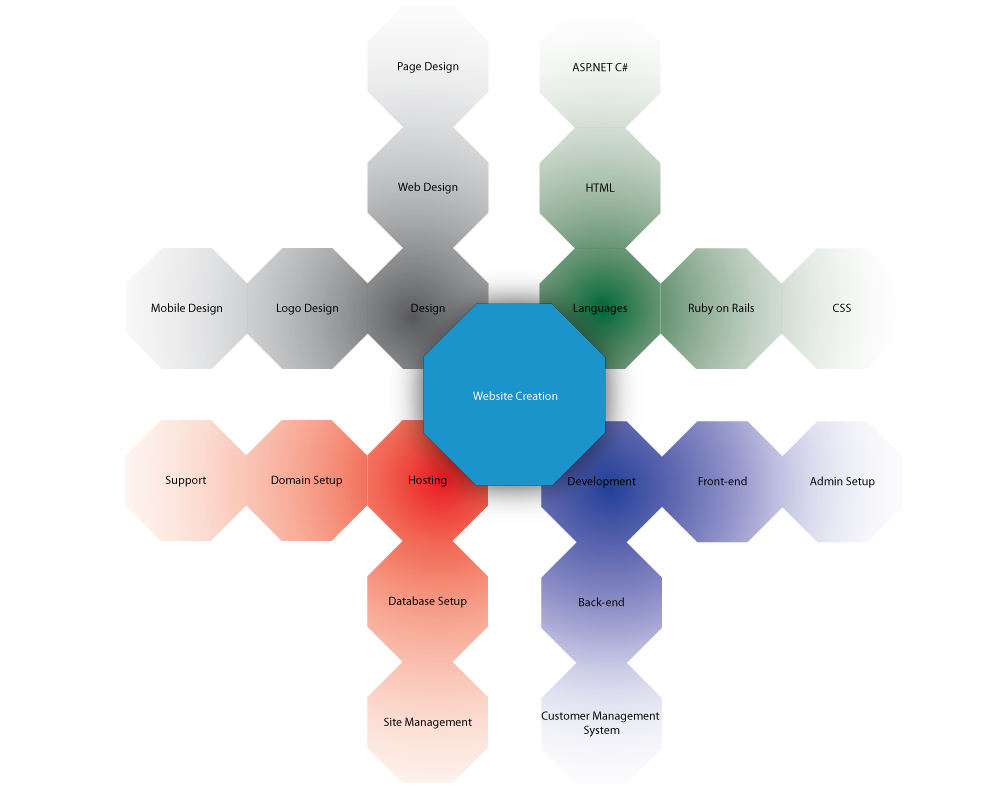 Page Design
ASP.NET C#
Web Design
HTML
Mobile Design
Logo Design
Design
Languages
Ruby on Rails
CSS
Website Creation
Support
Domain Setup
Hosting
Development
Front-end
Admin Setup
Database Setup
Back-end
Site Management
Customer Management
System